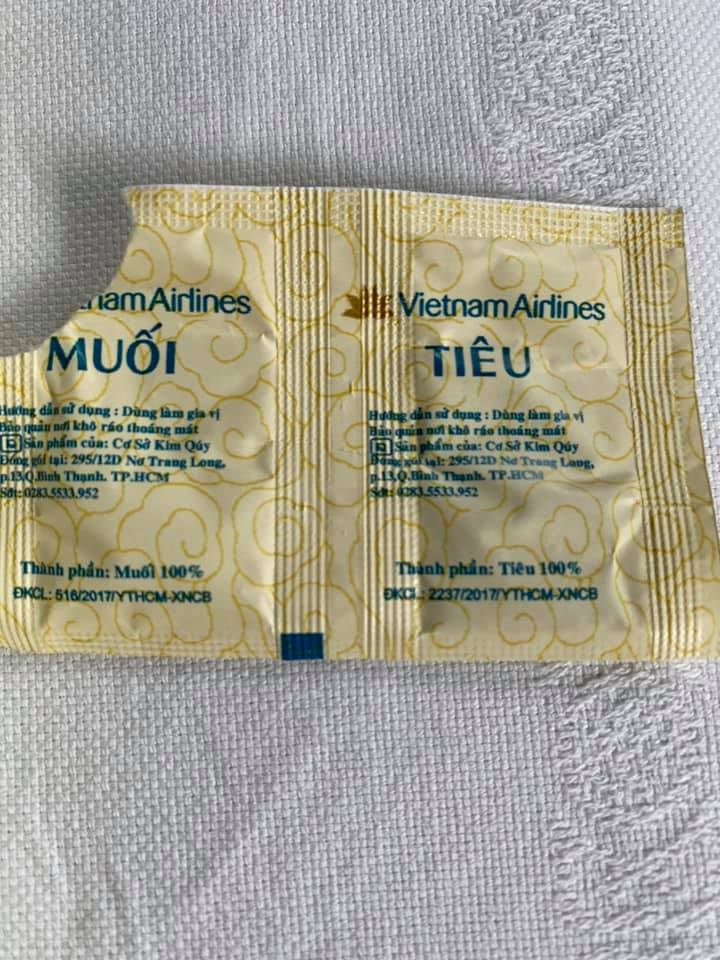 nam Airlines
MUỐI
Hướng dẫn sử dụng : Dùng làm gia vị
Bảo quản nơi khô ráo thoáng mát
Sản phẩm của: Cơ Sở Kim Qúy
Đóng gói tại: 295/12D Nơ Trang Long,
p.13,Q.Bình Thạnh. TP.HCM
Sđt: 0283.5533.952
Thành phần: Muối 100%
ĐKCL: 516/2017/YTHCM-XNCB
Vietnam Airlines
TIÊU
Hướng dẫn sử dụng : Dùng làm gia vị
Bảo quản nơi khô ráo thoáng mát
Sản phẩm của: Cơ Sở Kim Qúy
Đóng gói tại: 295/12D Nơ Trang Long,
p.13,Q.Bình Thạnh. TP.HCM
Sđt: 0283.5533.952
Thành phần: Tiêu 100%
ĐKCL: 2237/2017/YTHCM-XNCB